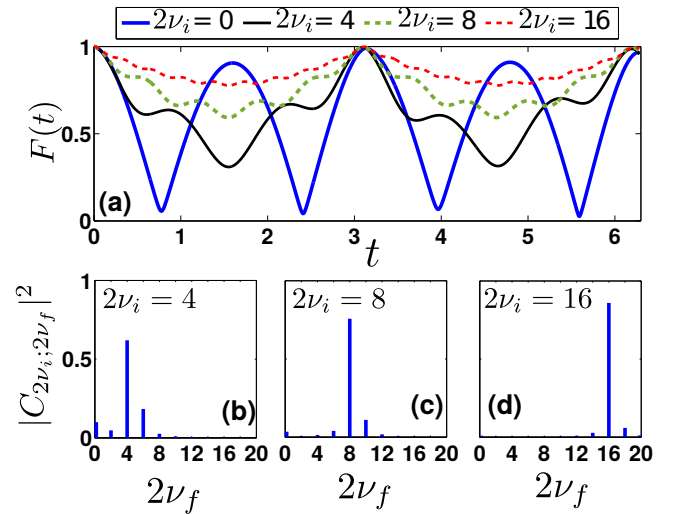 2ν_i = 0 2ν_i = 4 2ν_i = 8 2ν_i = 16
1
0.5
0
F(t)
(a)
0 1 2 3 4 5 6
t
1
0.5
0
|C_{2ν_i;2ν_f}|^2
2ν_i = 4
(b)
0 4 8 12 16 20
2ν_f
2ν_i = 8
(c)
0 4 8 12 16 20
2ν_f
2ν_i = 16
(d)
0 4 8 12 16 20
2ν_f